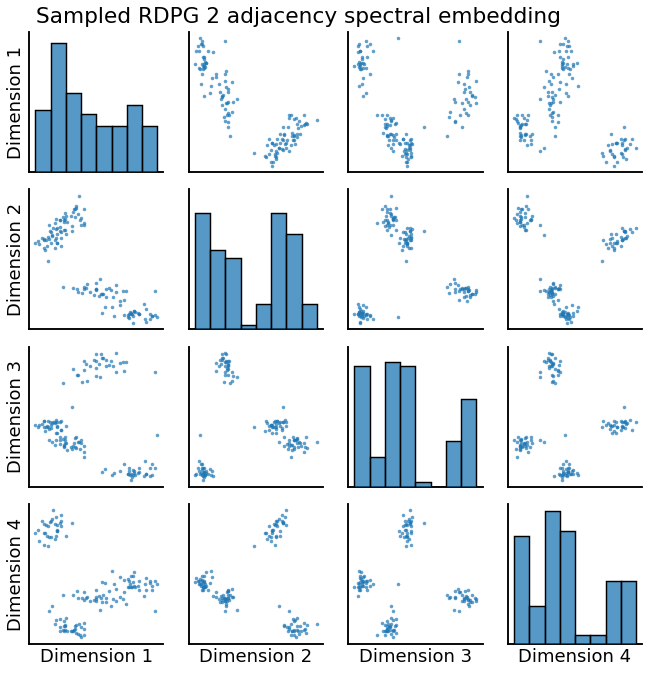 Sampled RDPG 2 adjacency spectral embedding
Dimension 1
Dimension 2
Dimension 3
Dimension 4
Dimension 1 Dimension 2 Dimension 3 Dimension 4